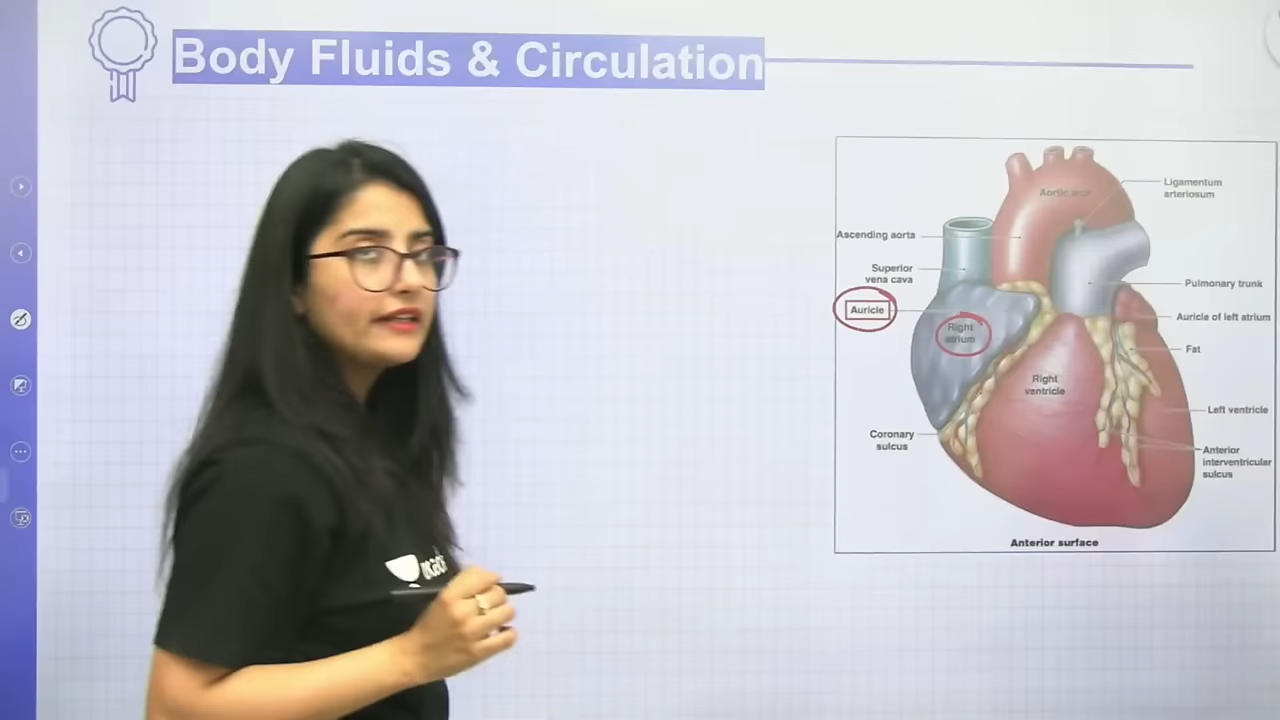 Body Fluids & Circulation
Aortic arch
Ligamentum
arteriosum
Ascending aorta
Superior
vena cava
Pulmonary trunk
Auricle
Auricle of left atrium
Right
atrium
Fat
Right
ventricle
Left ventricle
Coronary
sulcus
Anterior
interventricular
sulcus
Anterior surface